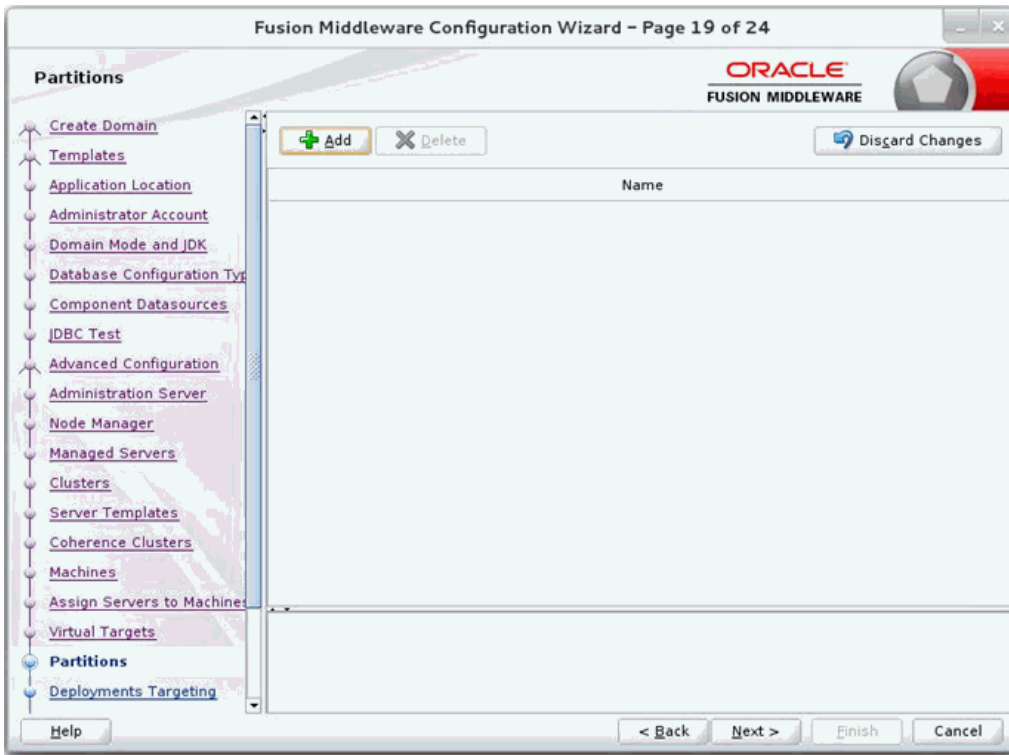 Fusion Middleware Configuration Wizard – Page 19 of 24
Partitions
ORACLE
FUSION MIDDLEWARE
Create Domain
Templates
Application Location
Administrator Account
Domain Mode and JDK
Database Configuration Typ
Component Datasources
JDBC Test
Advanced Configuration
Administration Server
Node Manager
Managed Servers
Clusters
Server Templates
Coherence Clusters
Machines
Assign Servers to Machines
Virtual Targets
Partitions
Deployments Targeting
Add
Delete
Discard Changes
Name
Help
< Back
Next >
Finish
Cancel